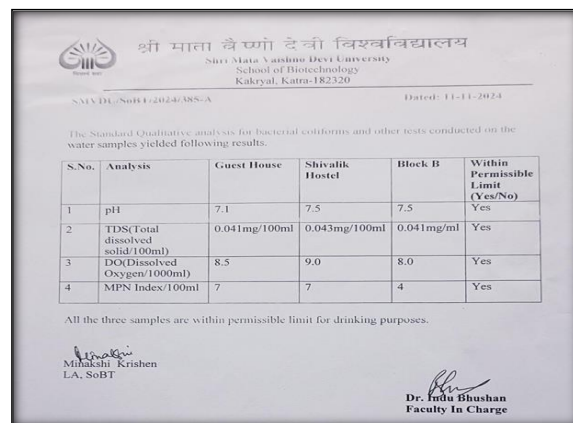 श्री माता वैष्णो देवी विश्वविद्यालय
Shri Mata Vaishno Devi University
School of Biotechnology
Kakryal, Katra-182320
SMVDU/SoBT/2024/385-A Dated: 11-11-2024
The Standard Qualitative analysis for bacterial coliforms and other tests conducted on the
water samples yielded following results.
S.No. Analysis Guest House Shivalik Hostel Block B Within Permissible Limit (Yes/No)
1 pH 7.1 7.5 7.5 Yes
2 TDS(Total dissolved solid/100ml) 0.041mg/100ml 0.043mg/100ml 0.041mg/ml Yes
3 DO(Dissolved Oxygen/1000ml) 8.5 9.0 8.0 Yes
4 MPN Index/100ml 7 7 4 Yes
All the three samples are within permissible limit for drinking purposes.
Minakshi
Minakshi Krishen
LA, SoBT
Dr. Indu Bhushan
Faculty In Charge